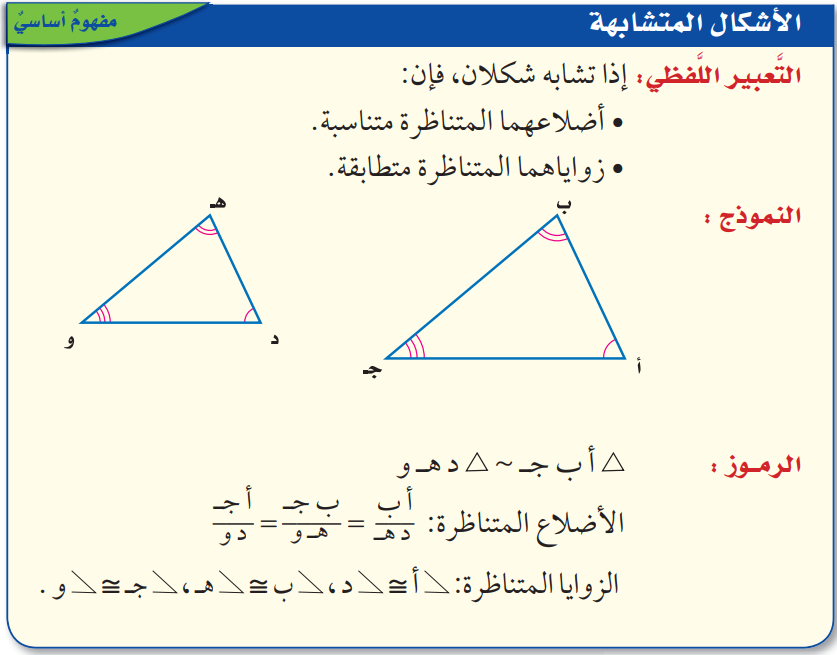 الأشكال المتشابهة
مفهومٌ أساسيٌ
التَّعبير اللَّفظي: إذا تشابه شكلان، فإن:
• أضلاعهما المتناظرة متناسبة.
• زواياهما المتناظرة متطابقة.
النموذج :
ب
أ
جـ
هـ
د
و
الرمـوز : △ أ ب جـ ~ △ د هـ و
الأضلاع المتناظرة: أ ب/د هـ = ب جـ/هـ و = أ جـ/د و
الزوايا المتناظرة: ∠أ ≅ ∠د، ∠ب ≅ ∠هـ، ∠جـ ≅ ∠و .